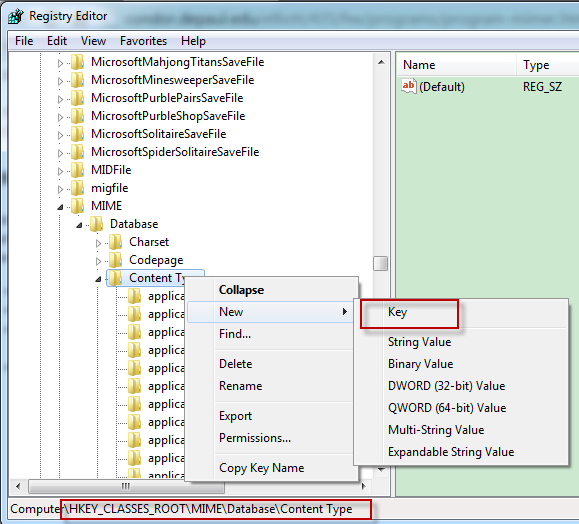 Registry Editor
File Edit View Favorites Help
MicrosoftMahjongTitansSaveFile
MicrosoftMinesweeperSaveFile
MicrosoftPurblePairsSaveFile
MicrosoftPurbleShopSaveFile
MicrosoftSolitaireSaveFile
MicrosoftSpiderSolitaireSaveFile
MIDFile
migfile
MIME
Database
Charset
Codepage
Content Ty
applica
applica
applica
applica
applica
applica
applica
applica
applica
applica
applica
Name Type
ab (Default) REG_SZ
Collapse
New
Find...
Delete
Rename
Export
Permissions...
Copy Key Name
Key
String Value
Binary Value
DWORD (32-bit) Value
QWORD (64-bit) Value
Multi-String Value
Expandable String Value
Computer\HKEY_CLASSES_ROOT\MIME\Database\Content Type